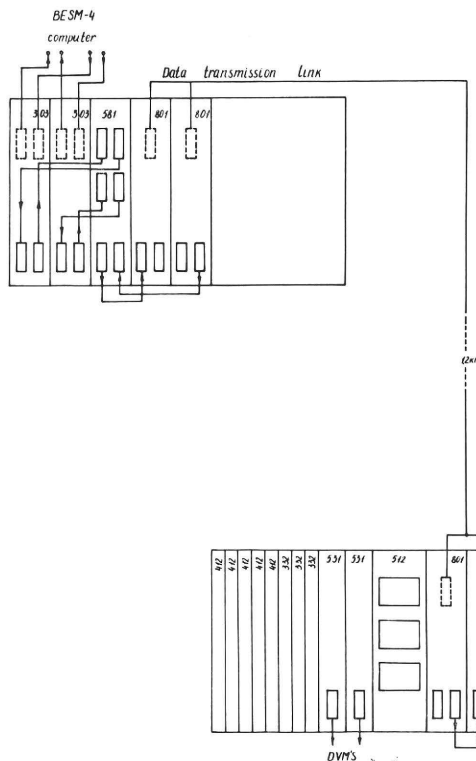 BESM-4
computer
Data transmission link
303 303 581 801 801
412 412 412 412 412 332 332 332 531 531 512 801
DVM'S